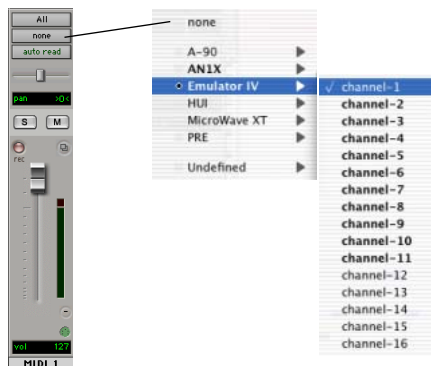 All
none
auto read
pan >0<
S M
rec
vol 127
MIDI 1
none
A-90
AN1X
Emulator IV
HUI
MicroWave XT
PRE
Undefined
channel-1
channel-2
channel-3
channel-4
channel-5
channel-6
channel-7
channel-8
channel-9
channel-10
channel-11
channel-12
channel-13
channel-14
channel-15
channel-16